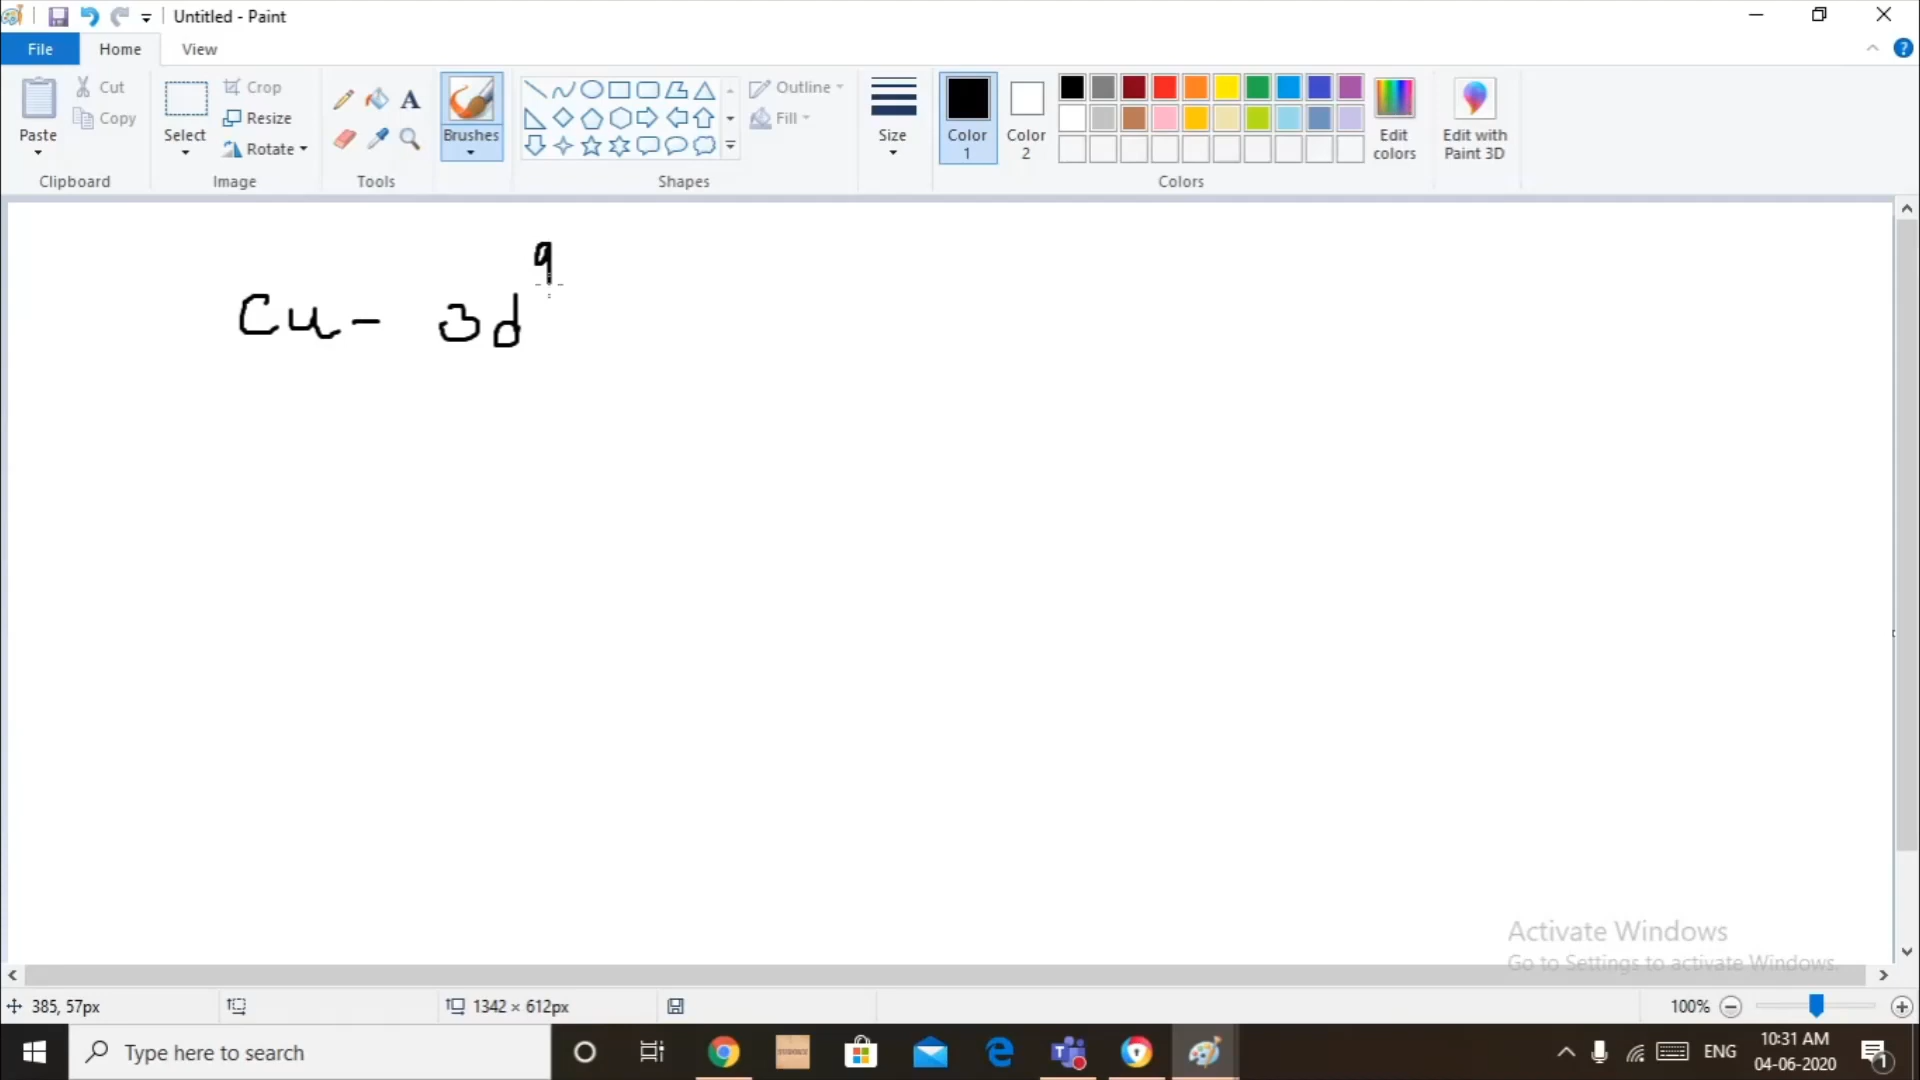 Untitled - Paint
File Home View
Paste Cut Copy Clipboard
Select Crop Resize Rotate Image
Tools
Brushes
Shapes Outline Fill
Size
Color 1 Color 2
Edit colors
Edit with Paint 3D
Colors
9
Cu - 3d
Activate Windows
Go to Settings to activate Windows.
385, 57px 1342 × 612px 100%
Type here to search
ENG 10:31 AM
04-06-2020
1